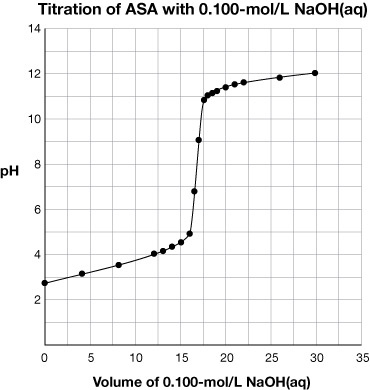 Titration of ASA with 0.100-mol/L NaOH(aq)
14
12
10
8
6
4
2
pH
0 5 10 15 20 25 30 35
Volume of 0.100-mol/L NaOH(aq)